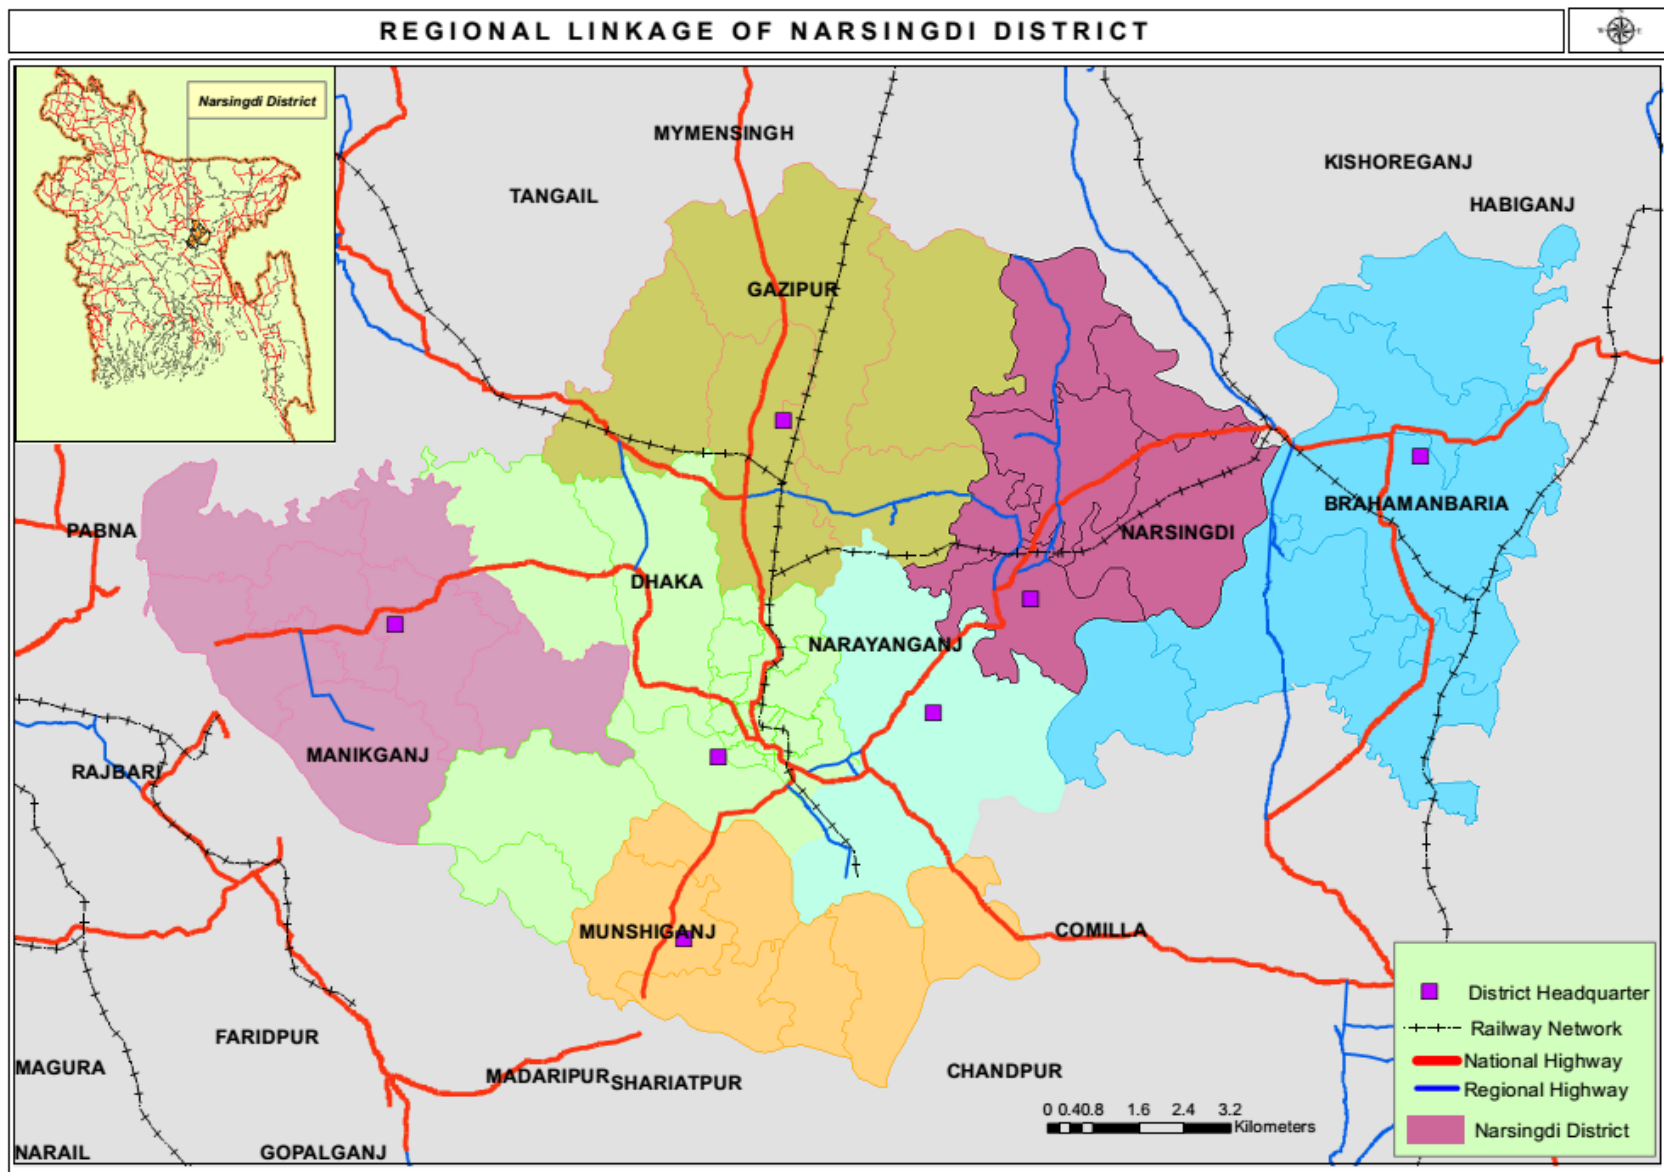 REGIONAL LINKAGE OF NARSINGDI DISTRICT
Narsingdi District
MYMENSINGH
KISHOREGANJ
TANGAIL
HABIGANJ
GAZIPUR
PABNA
BRAHAMANBARIA
NARSINGDI
DHAKA
NARAYANGANJ
MANIKGANJ
RAJBARI
MUNSHIGANJ
COMILLA
FARIDPUR
MAGURA
MADARIPUR
SHARIATPUR
CHANDPUR
NARAIL
GOPALGANJ
0 0.40.8 1.6 2.4 3.2
Kilometers
District Headquarter
Railway Network
National Highway
Regional Highway
Narsingdi District